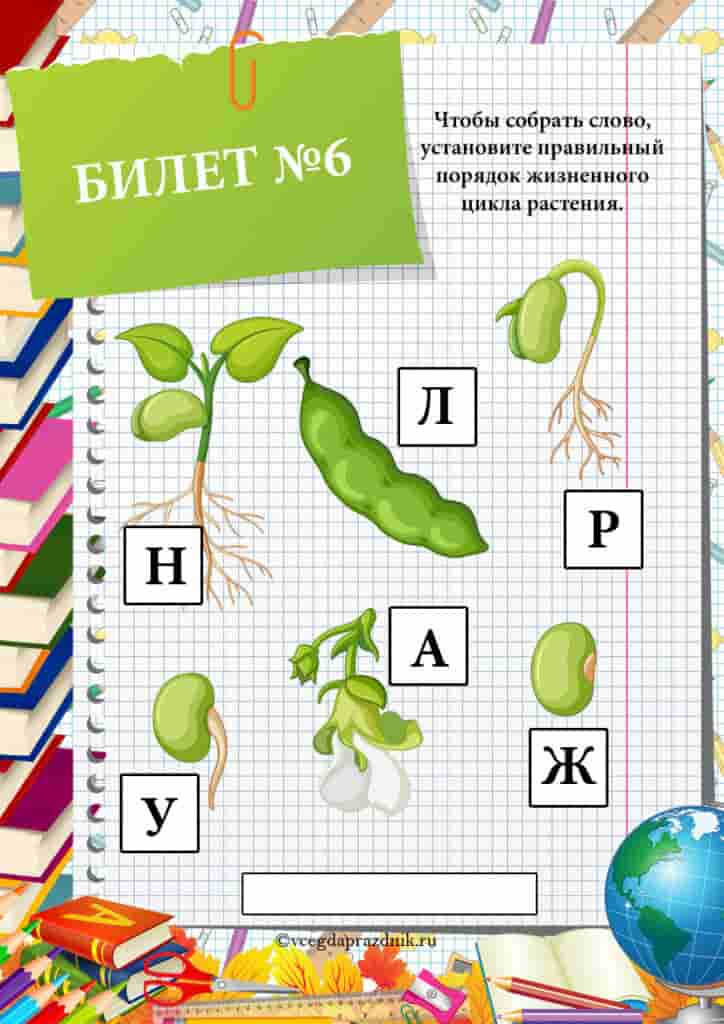 БИЛЕТ №6
Чтобы собрать слово,
установите правильный
порядок жизненного
цикла растения.
Л
Р
Н
А
Ж
У
А
©vcegdaprazdnik.ru